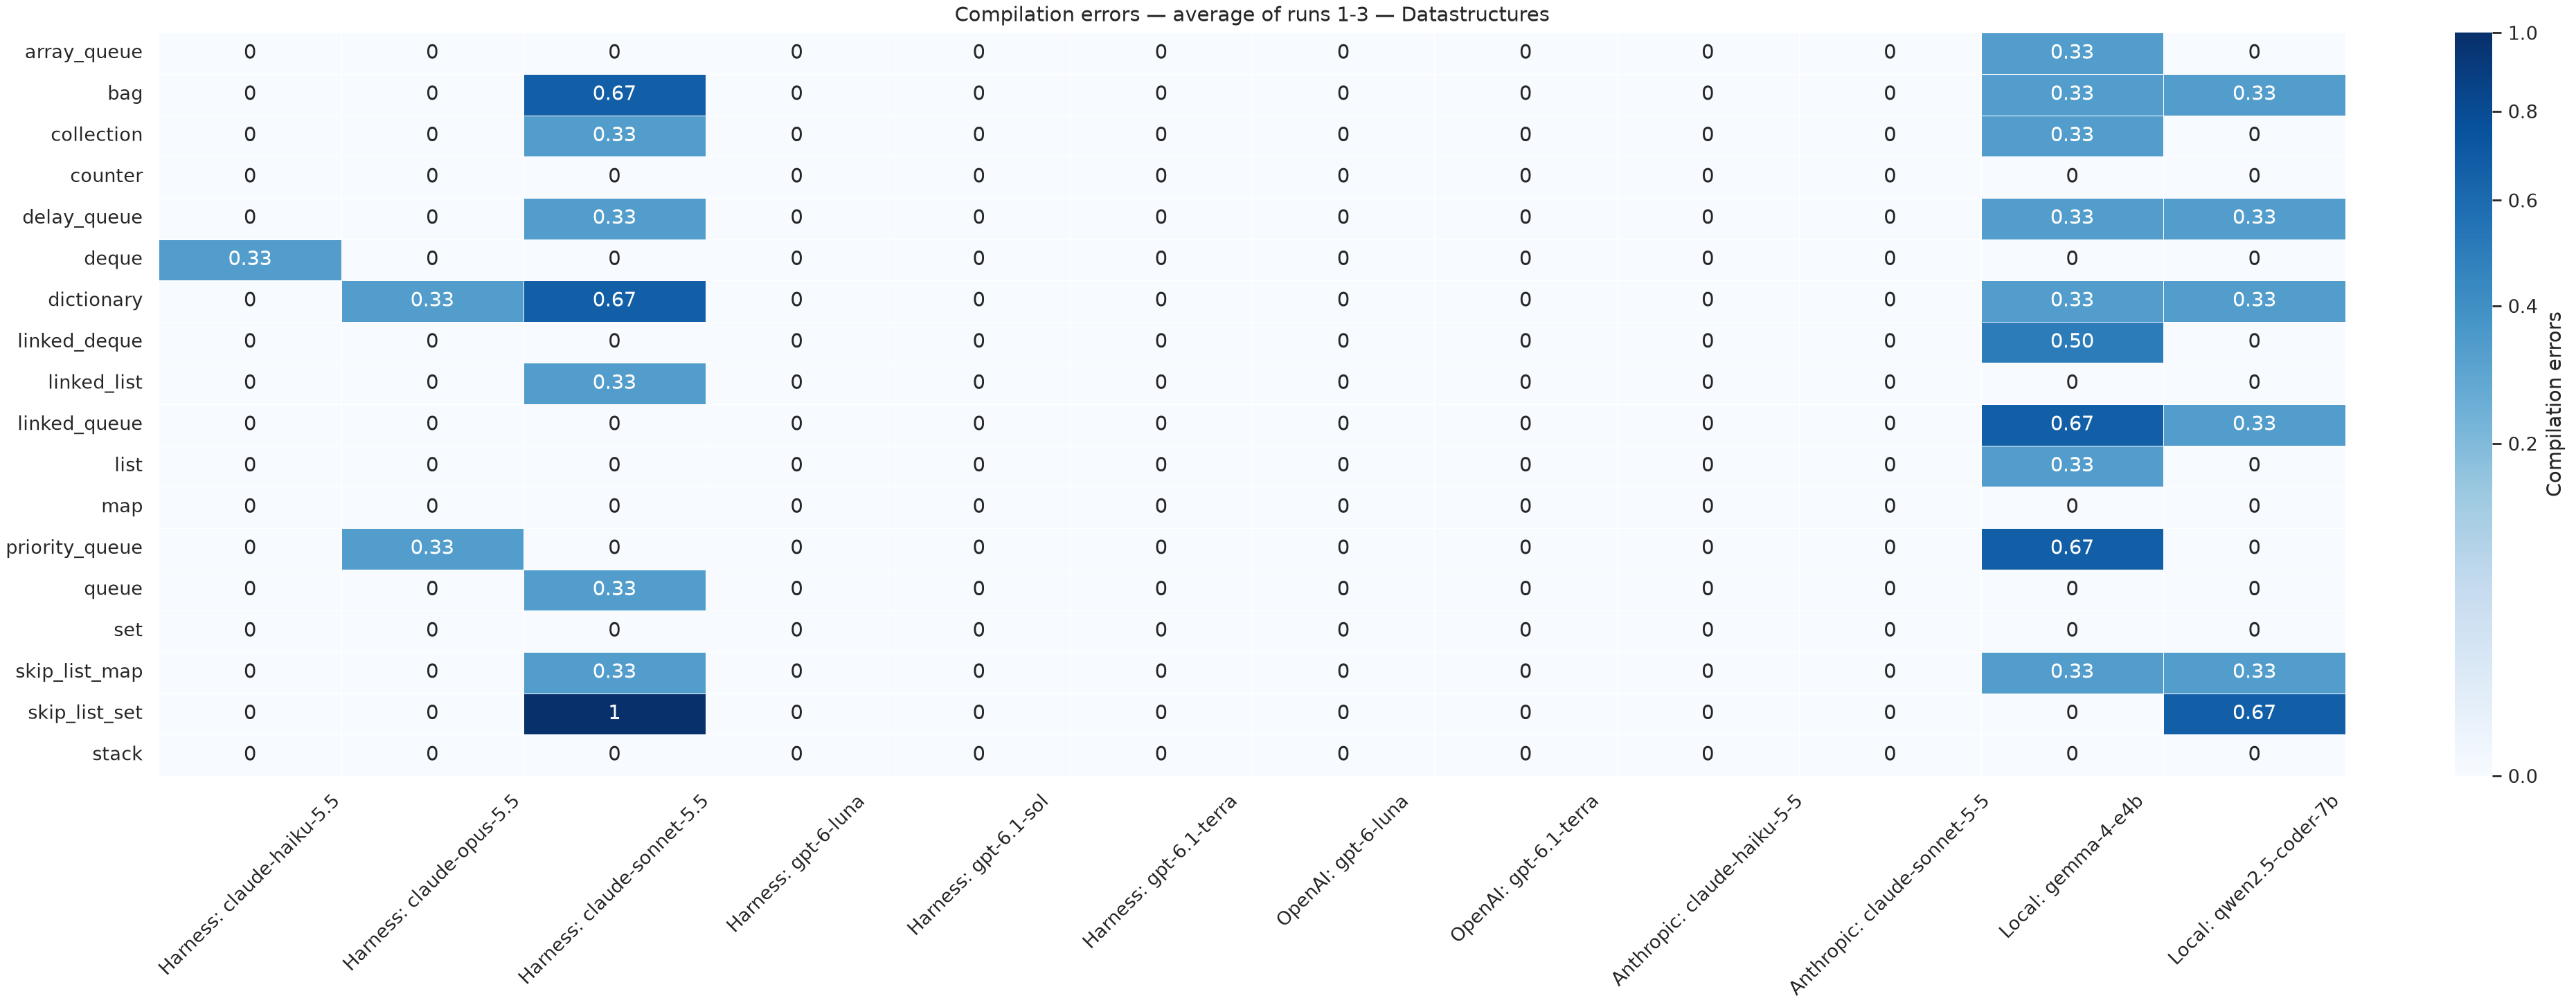 Compilation errors — average of runs 1-3 — Datastructures
array_queue 0 0 0 0 0 0 0 0 0 0 0.33 0
bag 0 0 0.67 0 0 0 0 0 0 0 0.33 0.33
collection 0 0 0.33 0 0 0 0 0 0 0 0.33 0
counter 0 0 0 0 0 0 0 0 0 0 0 0
delay_queue 0 0 0.33 0 0 0 0 0 0 0 0.33 0.33
deque 0.33 0 0 0 0 0 0 0 0 0 0 0
dictionary 0 0.33 0.67 0 0 0 0 0 0 0 0.33 0.33
linked_deque 0 0 0 0 0 0 0 0 0 0 0.50 0
linked_list 0 0 0.33 0 0 0 0 0 0 0 0 0
linked_queue 0 0 0 0 0 0 0 0 0 0 0.67 0.33
list 0 0 0 0 0 0 0 0 0 0 0.33 0
map 0 0 0 0 0 0 0 0 0 0 0 0
priority_queue 0 0.33 0 0 0 0 0 0 0 0 0.67 0
queue 0 0 0.33 0 0 0 0 0 0 0 0 0
set 0 0 0 0 0 0 0 0 0 0 0 0
skip_list_map 0 0 0.33 0 0 0 0 0 0 0 0.33 0.33
skip_list_set 0 0 1 0 0 0 0 0 0 0 0 0.67
stack 0 0 0 0 0 0 0 0 0 0 0 0
Harness: claude-haiku-5.5
Harness: claude-opus-5.5
Harness: claude-sonnet-5.5
Harness: gpt-6-luna
Harness: gpt-6.1-sol
Harness: gpt-6.1-terra
OpenAI: gpt-6-luna
OpenAI: gpt-6.1-terra
Anthropic: claude-haiku-5-5
Anthropic: claude-sonnet-5-5
Local: gemma-4-e4b
Local: qwen2.5-coder-7b
1.0
0.8
0.6
0.4
0.2
0.0
Compilation errors